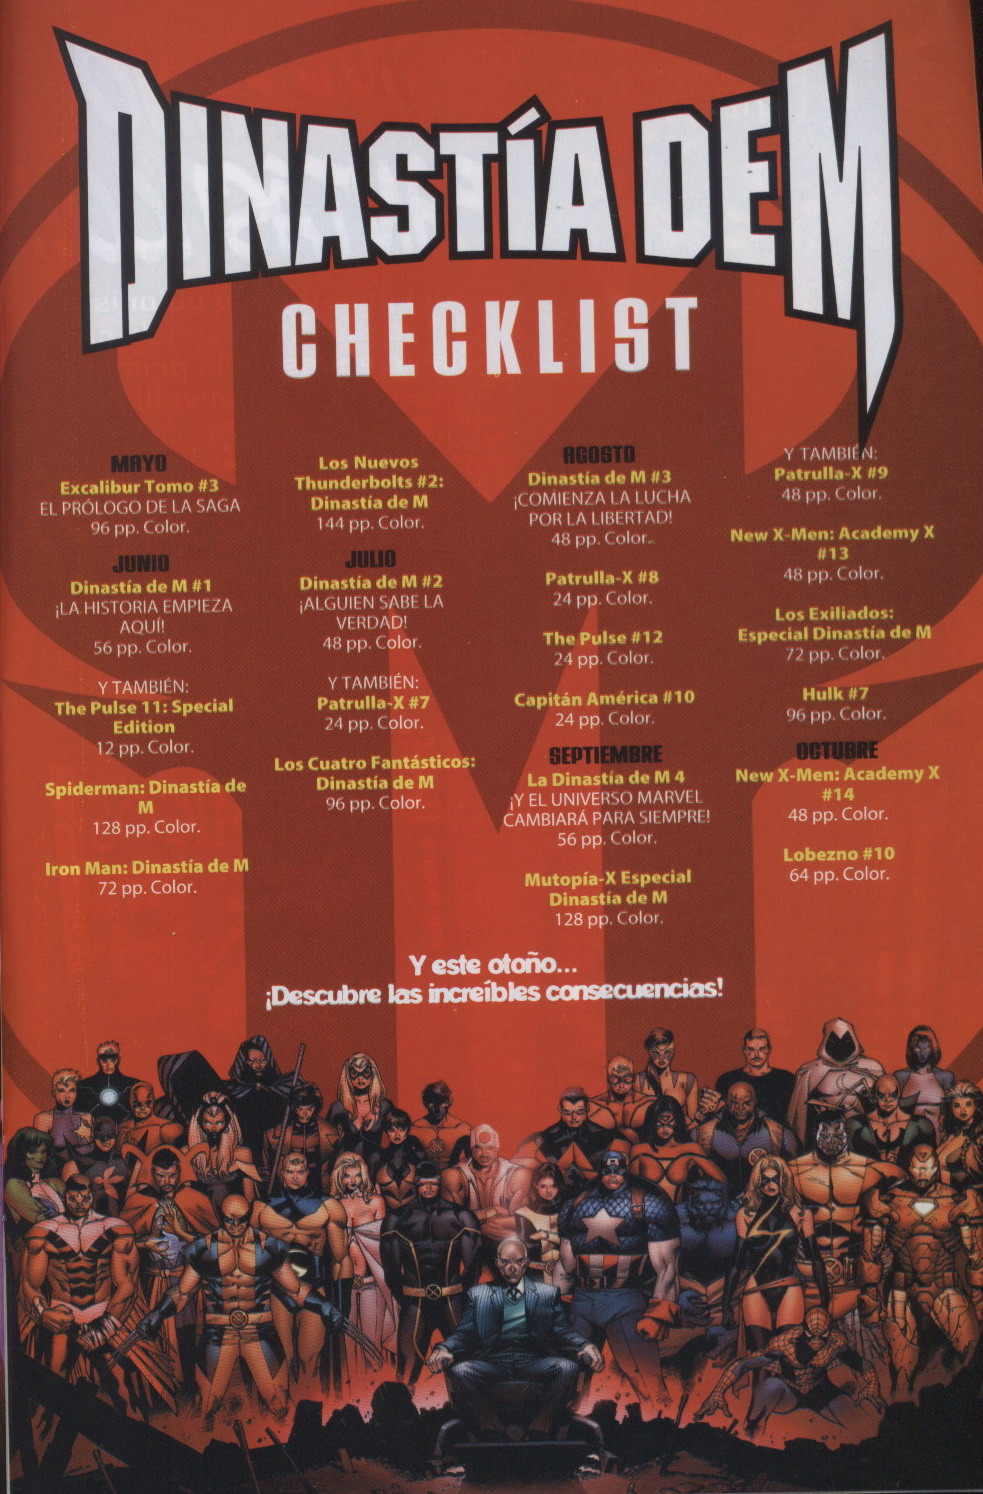 DINASTÍA DE M
CHECKLIST
MAYO
Excalibur Tomo #3
EL PRÓLOGO DE LA SAGA
96 pp. Color.
JUNIO
Dinastía de M #1
¡LA HISTORIA EMPIEZA
AQUÍ!
56 pp. Color.
Y TAMBIÉN:
The Pulse 11: Special
Edition
12 pp. Color.
Spiderman: Dinastía de
M
128 pp. Color.
Iron Man: Dinastía de M
72 pp. Color.
Los Nuevos
Thunderbolts #2:
Dinastía de M
144 pp. Color.
JULIO
Dinastía de M #2
¡ALGUIEN SABE LA
VERDAD!
48 pp. Color.
Y TAMBIÉN:
Patrulla-X #7
24 pp. Color.
Los Cuatro Fantásticos:
Dinastía de M
96 pp. Color.
AGOSTO
Dinastía de M #3
¡COMIENZA LA LUCHA
POR LA LIBERTAD!
48 pp. Color.
Patrulla-X #8
24 pp. Color.
The Pulse #12
24 pp. Color.
Capitán América #10
24 pp. Color.
SEPTIEMBRE
La Dinastía de M 4
¡Y EL UNIVERSO MARVEL
CAMBIARÁ PARA SIEMPRE!
56 pp. Color.
Mutopía-X Especial
Dinastía de M
128 pp. Color.
Y TAMBIÉN:
Patrulla-X #9
48 pp. Color.
New X-Men: Academy X
#13
48 pp. Color.
Los Exiliados:
Especial Dinastía de M
72 pp. Color.
Hulk #7
96 pp. Color.
OCTUBRE
New X-Men: Academy X
#14
48 pp. Color.
Lobezno #10
64 pp. Color.
Y este otoño...
¡Descubre las increíbles consecuencias!